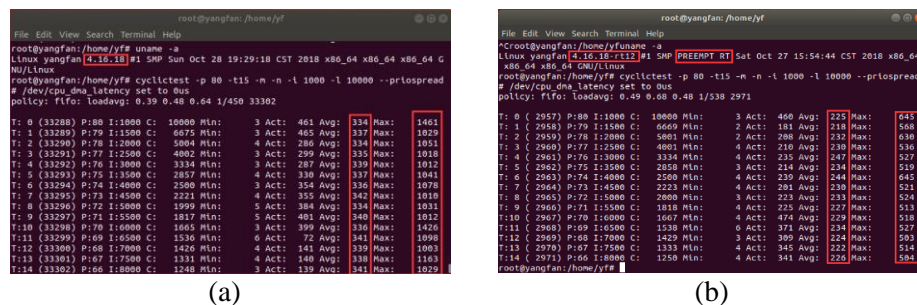 root@yangfan: /home/yf
File Edit View Search Terminal Help
root@yangfan:/home/yf# uname -a
Linux yangfan 4.16.18 #1 SMP Sun Oct 28 19:29:18 CST 2018 x86_64 x86_64 x86_64 G
NU/Linux
root@yangfan:/home/yf# cyclictest -p 80 -t15 -m -n -i 1000 -l 10000 --priospread
# /dev/cpu_dma_latency set to 0us
policy: fifo: loadavg: 0.39 0.48 0.64 1/450 33302
T: 0 (33288) P:80 I:1000 C: 10000 Min: 3 Act: 461 Avg: 334 Max: 1461
T: 1 (33289) P:79 I:1500 C: 6675 Min: 3 Act: 465 Avg: 337 Max: 1029
T: 2 (33290) P:78 I:2000 C: 5004 Min: 4 Act: 286 Avg: 334 Max: 1051
T: 3 (33291) P:77 I:2500 C: 4002 Min: 3 Act: 299 Avg: 335 Max: 1018
T: 4 (33292) P:76 I:3000 C: 3334 Min: 3 Act: 287 Avg: 339 Max: 1012
T: 5 (33293) P:75 I:3500 C: 2857 Min: 4 Act: 330 Avg: 337 Max: 1041
T: 6 (33294) P:74 I:4000 C: 2500 Min: 3 Act: 354 Avg: 336 Max: 1078
T: 7 (33295) P:73 I:4500 C: 2221 Min: 4 Act: 355 Avg: 342 Max: 1010
T: 8 (33296) P:72 I:5000 C: 1999 Min: 5 Act: 384 Avg: 334 Max: 1031
T: 9 (33297) P:71 I:5500 C: 1817 Min: 5 Act: 401 Avg: 340 Max: 1012
T:10 (33298) P:70 I:6000 C: 1665 Min: 3 Act: 399 Avg: 336 Max: 1426
T:11 (33299) P:69 I:6500 C: 1536 Min: 6 Act: 72 Avg: 341 Max: 1098
T:12 (33300) P:68 I:7000 C: 1426 Min: 4 Act: 141 Avg: 339 Max: 1003
T:13 (33301) P:67 I:7500 C: 1331 Min: 4 Act: 140 Avg: 338 Max: 1163
T:14 (33302) P:66 I:8000 C: 1248 Min: 3 Act: 139 Avg: 341 Max: 1029
(a)
root@yangfan: /home/yf
File Edit View Search Terminal Help
^Croot@yangfan:/home/yfuname -a
Linux yangfan 4.16.18-rt12 #1 SMP PREEMPT RT Sat Oct 27 15:54:44 CST 2018 x86_64
x86_64 x86_64 GNU/Linux
root@yangfan:/home/yf# cyclictest -p 80 -t15 -m -n -i 1000 -l 10000 --priospread
# /dev/cpu_dma_latency set to 0us
policy: fifo: loadavg: 0.49 0.68 0.48 1/538 2971
T: 0 ( 2957) P:80 I:1000 C: 10000 Min: 3 Act: 460 Avg: 225 Max: 645
T: 1 ( 2958) P:79 I:1500 C: 6669 Min: 2 Act: 181 Avg: 218 Max: 568
T: 2 ( 2959) P:78 I:2000 C: 5001 Min: 2 Act: 208 Avg: 232 Max: 630
T: 3 ( 2960) P:77 I:2500 C: 4001 Min: 4 Act: 210 Avg: 230 Max: 536
T: 4 ( 2961) P:76 I:3000 C: 3334 Min: 4 Act: 235 Avg: 247 Max: 527
T: 5 ( 2962) P:75 I:3500 C: 2858 Min: 3 Act: 214 Avg: 234 Max: 519
T: 6 ( 2963) P:74 I:4000 C: 2500 Min: 4 Act: 239 Avg: 244 Max: 645
T: 7 ( 2964) P:73 I:4500 C: 2223 Min: 4 Act: 201 Avg: 230 Max: 521
T: 8 ( 2965) P:72 I:5000 C: 2000 Min: 3 Act: 223 Avg: 233 Max: 524
T: 9 ( 2966) P:71 I:5500 C: 1818 Min: 4 Act: 225 Avg: 227 Max: 513
T:10 ( 2967) P:70 I:6000 C: 1667 Min: 4 Act: 474 Avg: 229 Max: 518
T:11 ( 2968) P:69 I:6500 C: 1538 Min: 6 Act: 371 Avg: 234 Max: 527
T:12 ( 2969) P:68 I:7000 C: 1429 Min: 3 Act: 309 Avg: 224 Max: 503
T:13 ( 2970) P:67 I:7500 C: 1333 Min: 4 Act: 345 Avg: 222 Max: 514
T:14 ( 2971) P:66 I:8000 C: 1250 Min: 4 Act: 341 Avg: 226 Max: 504
root@yangfan:/home/yf#
(b)